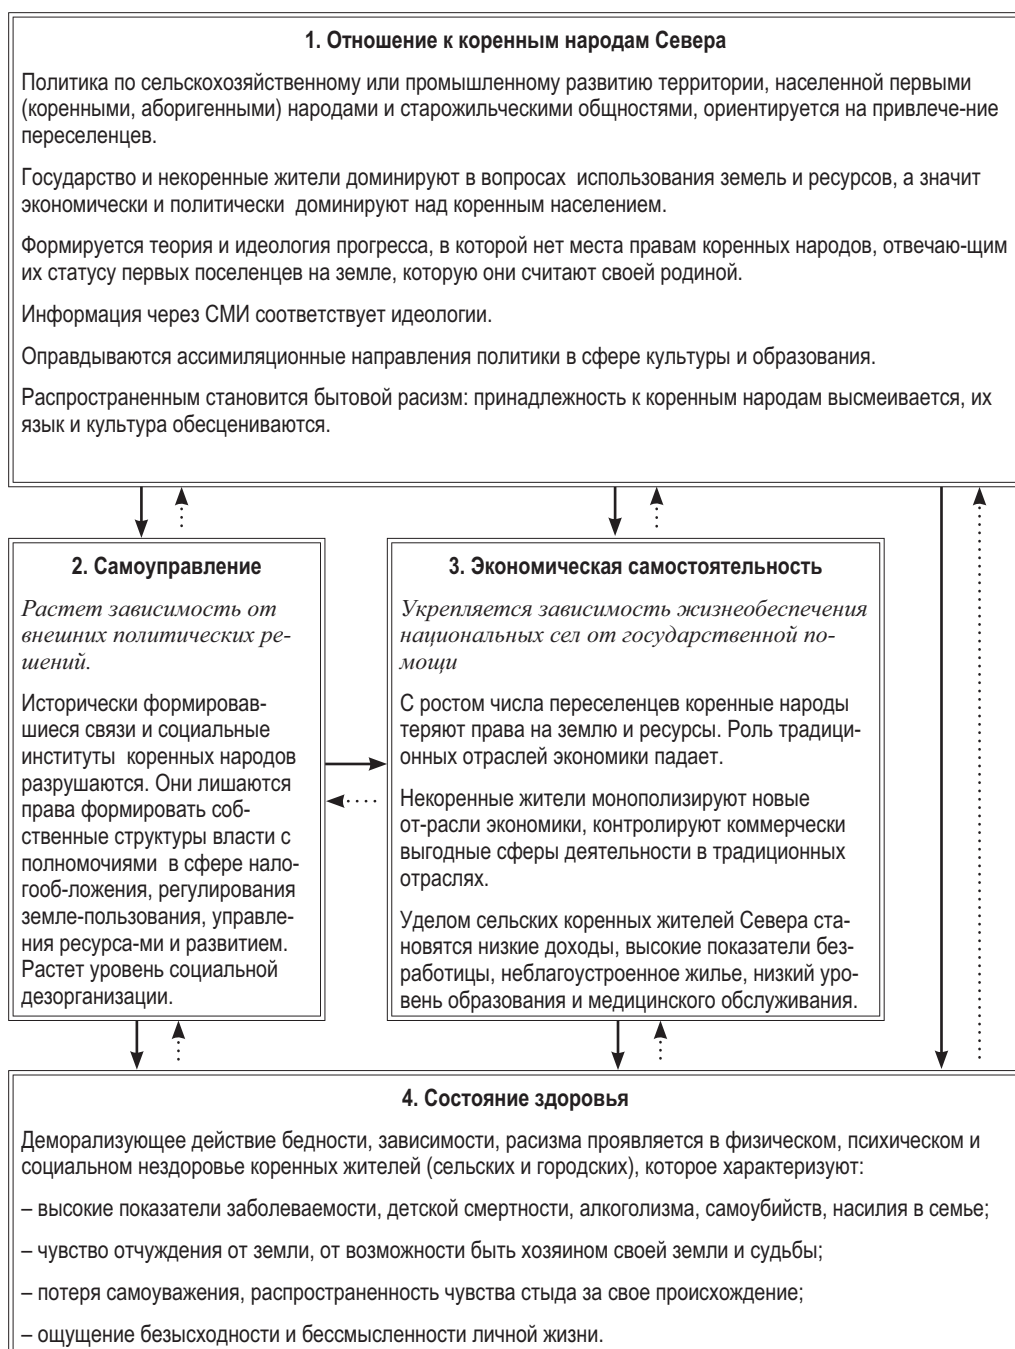 1. Отношение к коренным народам Севера
Политика по сельскохозяйственному или промышленному развитию территории, населенной первыми
(коренными, аборигенными) народами и старожильческими общностями, ориентируется на привлече-ние
переселенцев.
Государство и некоренные жители доминируют в вопросах использования земель и ресурсов, а значит
экономически и политически доминируют над коренным населением.
Формируется теория и идеология прогресса, в которой нет места правам коренных народов, отвечаю-щим
их статусу первых поселенцев на земле, которую они считают своей родиной.
Информация через СМИ соответствует идеологии.
Оправдываются ассимиляционные направления политики в сфере культуры и образования.
Распространенным становится бытовой расизм: принадлежность к коренным народам высмеивается, их
язык и культура обесцениваются.
2. Самоуправление
Растет зависимость от
внешних политических ре-
шений.
Исторически формировав-
шиеся связи и социальные
институты коренных народов
разрушаются. Они лишаются
права формировать соб-
ственные структуры власти с
полномочиями в сфере нало-
гооб-ложения, регулирования
земле-пользования, управле-
ния ресурса-ми и развитием.
Растет уровень социальной
дезорганизации.
3. Экономическая самостоятельность
Укрепляется зависимость жизнеобеспечения
национальных сел от государственной по-
мощи
С ростом числа переселенцев коренные народы
теряют права на землю и ресурсы. Роль традици-
онных отраслей экономики падает.
Некоренные жители монополизируют новые
от-расли экономики, контролируют коммерчески
выгодные сферы деятельности в традиционных
отраслях.
Уделом сельских коренных жителей Севера ста-
новятся низкие доходы, высокие показатели без-
работицы, неблагоустроенное жилье, низкий уро-
вень образования и медицинского обслуживания.
4. Состояние здоровья
Деморализующее действие бедности, зависимости, расизма проявляется в физическом, психическом и
социальном нездоровье коренных жителей (сельских и городских), которое характеризуют:
– высокие показатели заболеваемости, детской смертности, алкоголизма, самоубийств, насилия в семье;
– чувство отчуждения от земли, от возможности быть хозяином своей земли и судьбы;
– потеря самоуважения, распространенность чувства стыда за свое происхождение;
– ощущение безысходности и бессмысленности личной жизни.